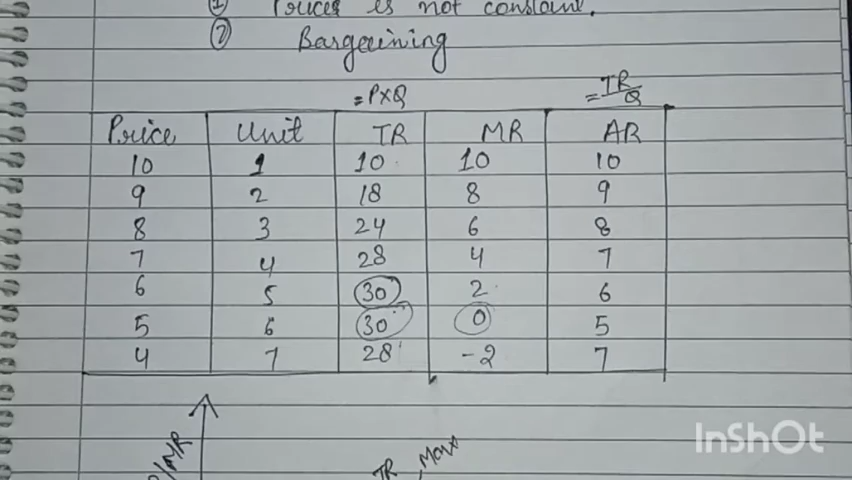 ① Prices is not constant.
② Bargaining
=P×Q =TR/Q
Price Unit TR MR AR
10 1 10 10 10
9 2 18 8 9
8 3 24 6 8
7 4 28 4 7
6 5 30 2 6
5 6 30 0 5
4 7 28 -2 7
/MR
TR Max
InShOt